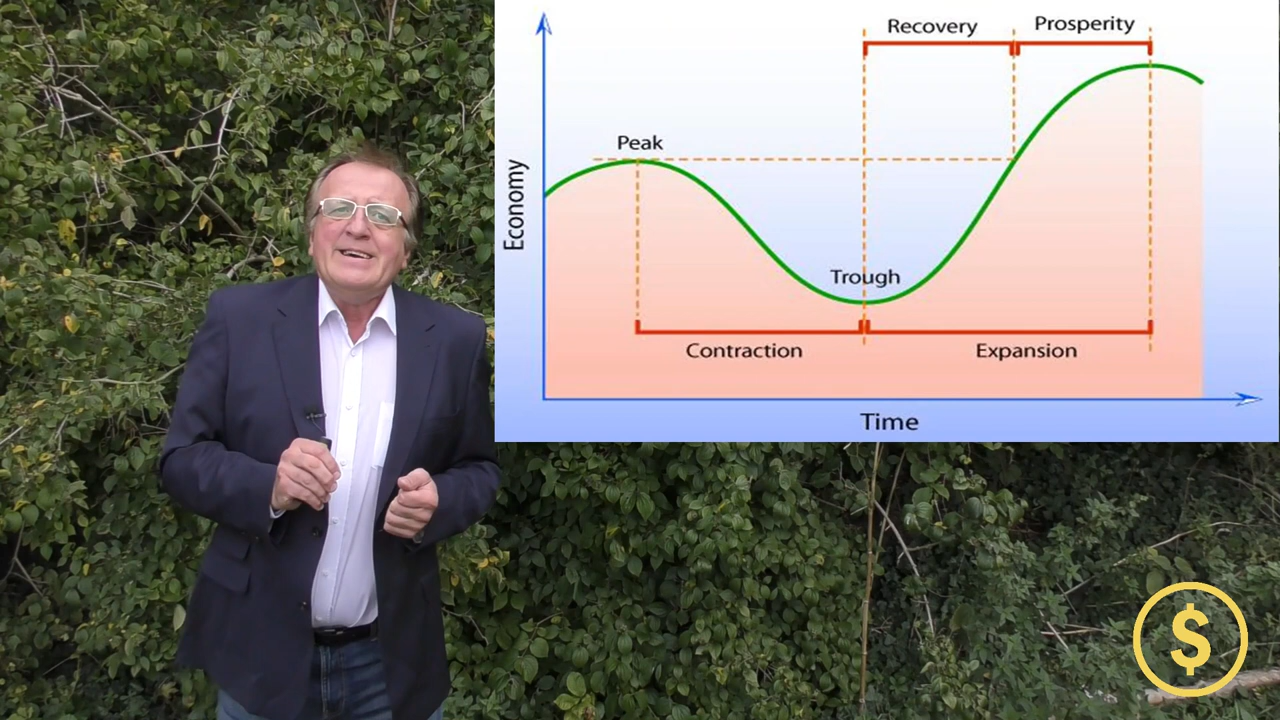 Recovery
Prosperity
Peak
Economy
Trough
Contraction
Expansion
Time
$